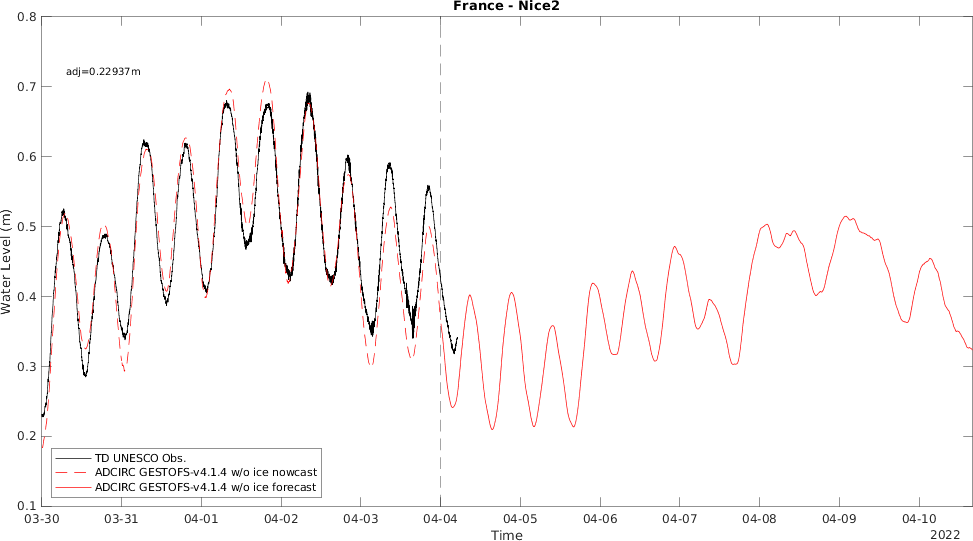 France - Nice2
adj=0.22937m
Water Level (m)
0.8
0.7
0.6
0.5
0.4
0.3
0.2
0.1
TD UNESCO Obs.
ADCIRC GESTOFS-v4.1.4 w/o ice nowcast
ADCIRC GESTOFS-v4.1.4 w/o ice forecast
03-30 03-31 04-01 04-02 04-03 04-04 04-05 04-06 04-07 04-08 04-09 04-10
Time
2022